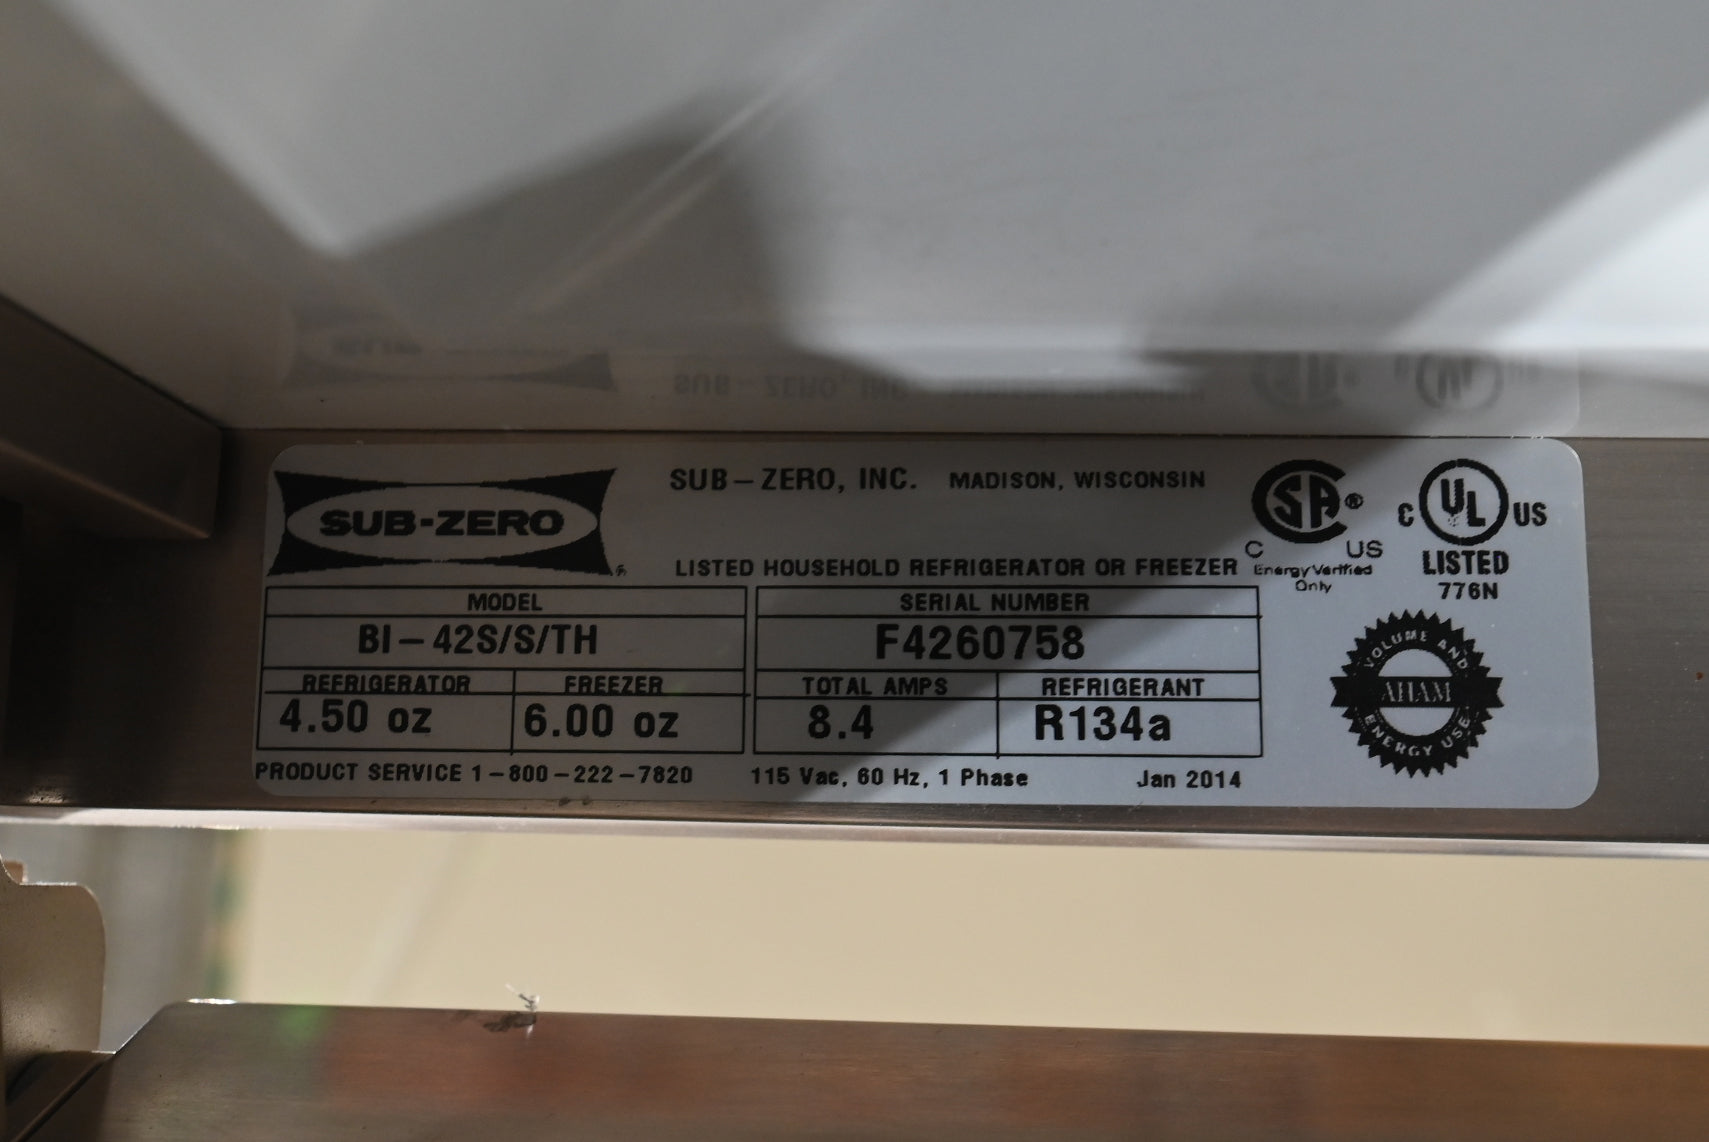 SUB-ZERO, INC. MADISON, WISCONSIN
SUB-ZERO ®
LISTED HOUSEHOLD REFRIGERATOR OR FREEZER
CSA ®
C US
Energy Verified
Only
C UL US
LISTED
776N
MODEL
BI-42S/S/TH
SERIAL NUMBER
F4260758
REFRIGERATOR FREEZER
4.50 oz 6.00 oz
TOTAL AMPS REFRIGERANT
8.4 R134a
VOLUME AND
AHAM
ENERGY USE
PRODUCT SERVICE 1-800-222-7820 115 Vac, 60 Hz, 1 Phase Jan 2014